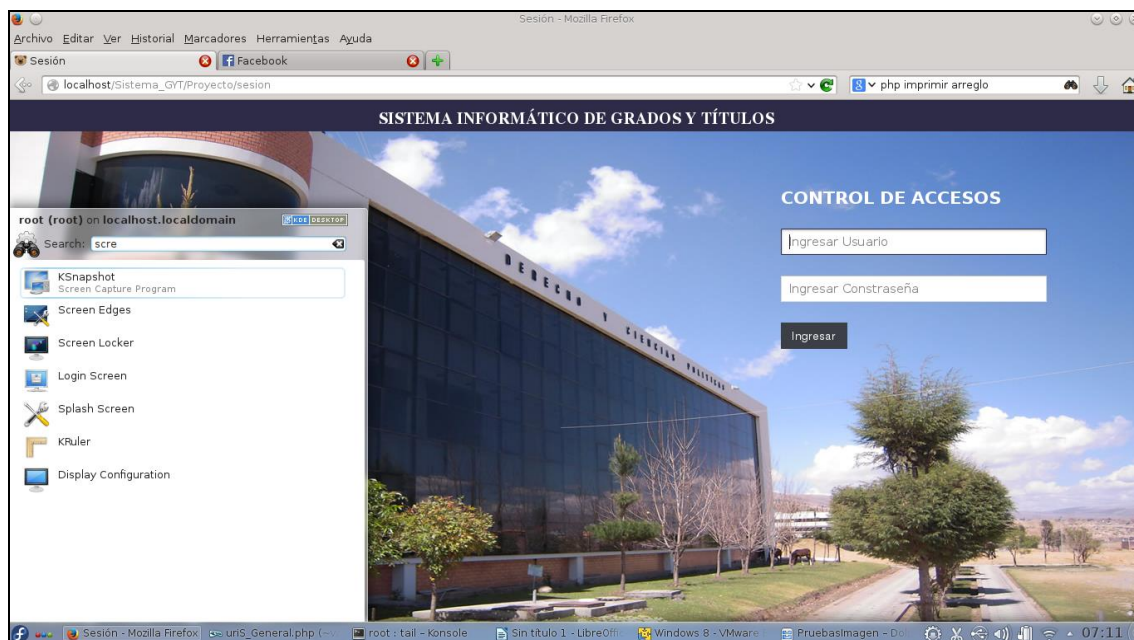 Sesión - Mozilla Firefox
Archivo Editar Ver Historial Marcadores Herramientas Ayuda
Sesión
Facebook
localhost/Sistema_GYT/Proyecto/sesion
php imprimir arreglo
SISTEMA INFORMÁTICO DE GRADOS Y TÍTULOS
CONTROL DE ACCESOS
Ingresar Usuario
Ingresar Constraseña
Ingresar
DERECHO Y CIENCIAS POLITICAS
root (root) on localhost.localdomain
KDE DESKTOP
Search: scre
KSnapshot
Screen Capture Program
Screen Edges
Screen Locker
Login Screen
Splash Screen
KRuler
Display Configuration
Sesión - Mozilla Firefox
uriS_General.php (~
root : tail - Konsole
Sin título 1 - LibreOffic
Windows 8 - VMware
PruebasImagen - Do
07:11